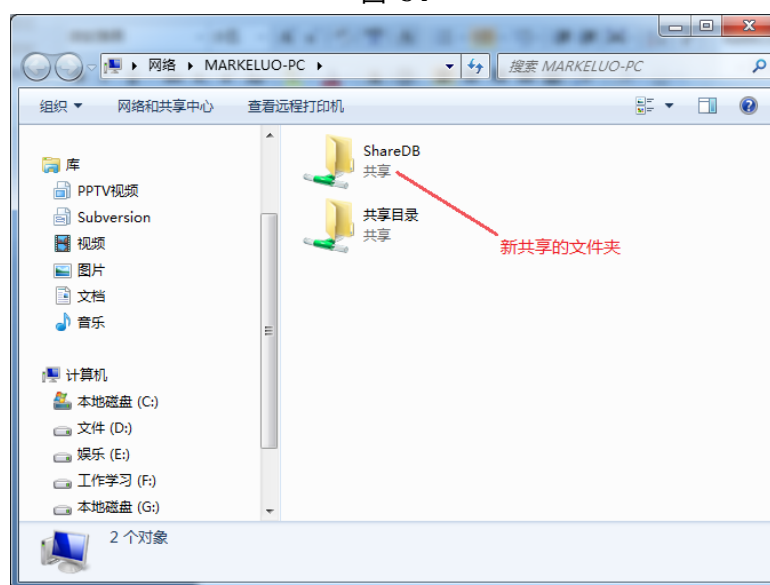 网络 ▸ MARKELUO-PC ▸
搜索 MARKELUO-PC
组织 网络和共享中心 查看远程打印机
库
PPTV视频
Subversion
视频
图片
文档
音乐
计算机
本地磁盘 (C:)
文件 (D:)
娱乐 (E:)
工作学习 (F:)
本地磁盘 (G:)
ShareDB
共享
共享目录
共享
新共享的文件夹
2 个对象